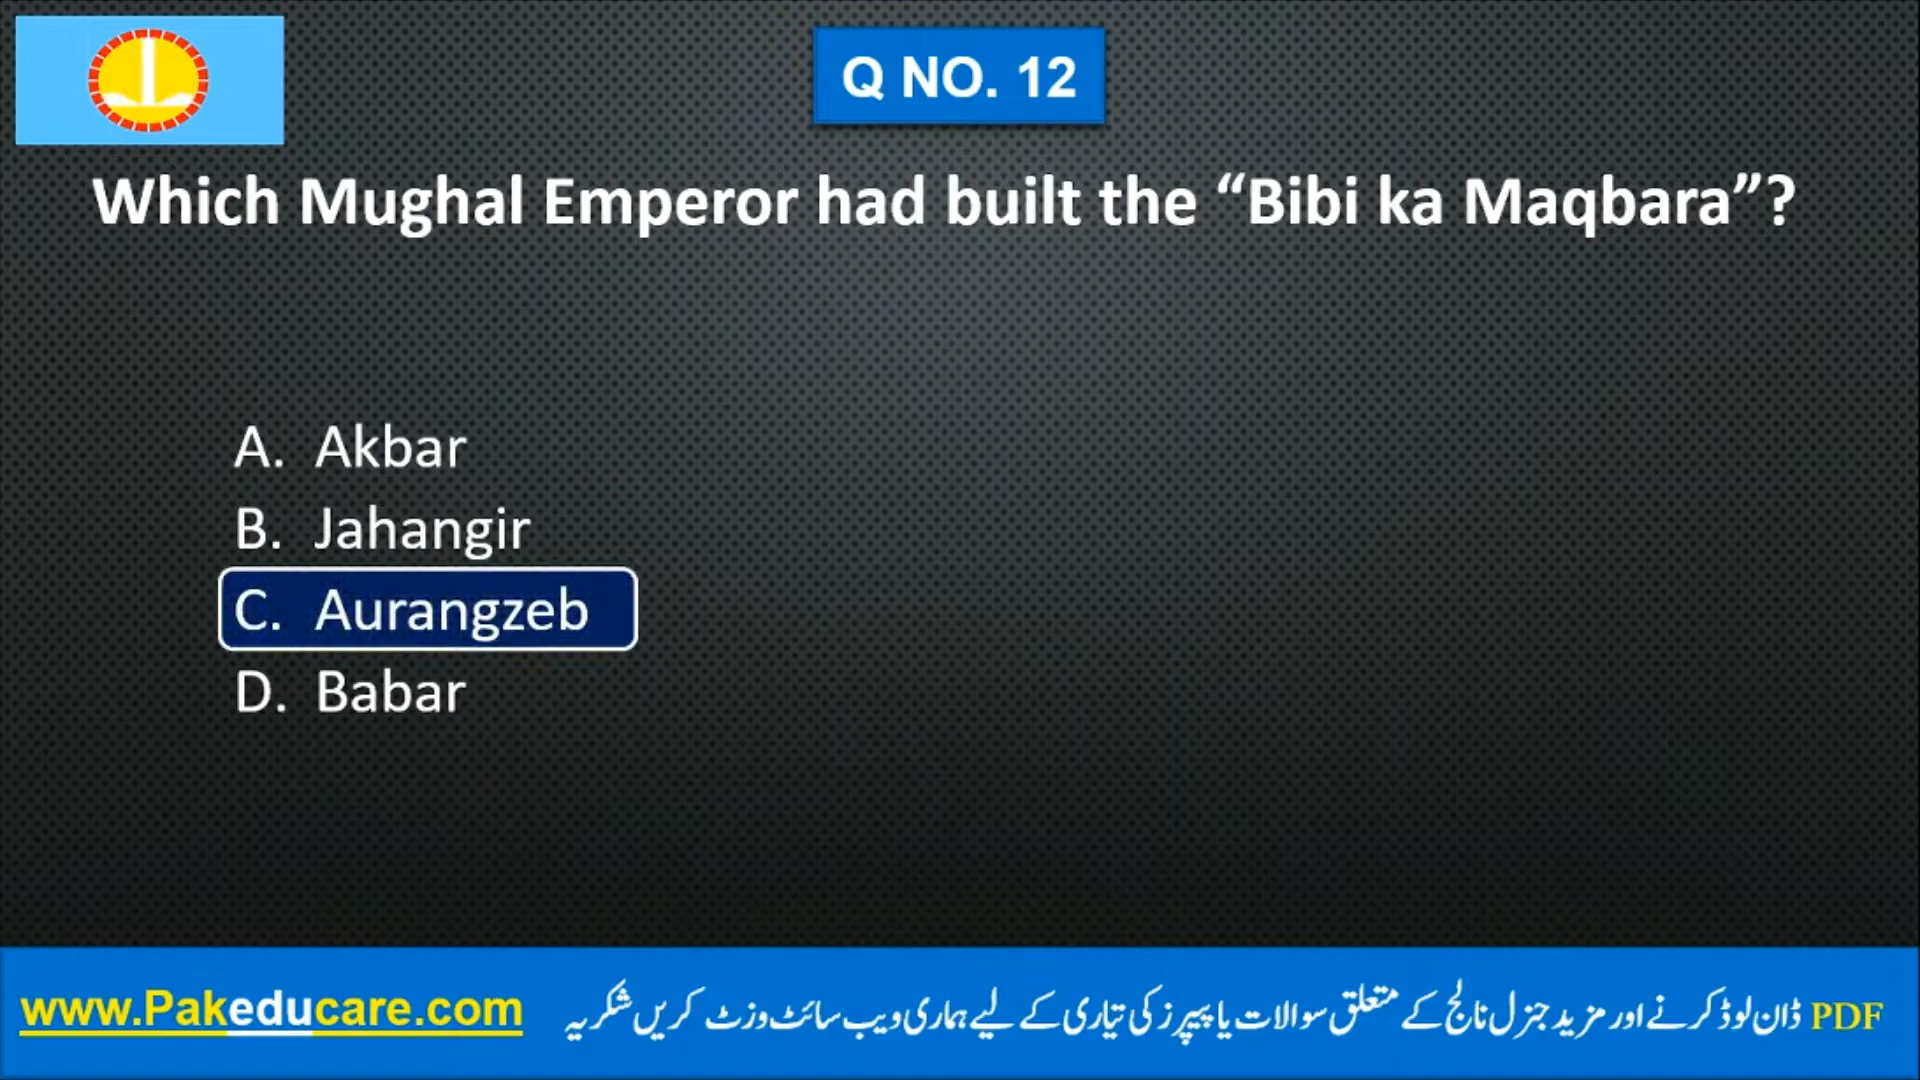 Q NO. 12
Which Mughal Emperor had built the “Bibi ka Maqbara”?
A. Akbar
B. Jahangir
C. Aurangzeb
D. Babar
www.Pakeducare.com
PDF ڈان لوڈ کرنے اور مزید جنرل نالج کے متعلق سوالات یا پیپرز کی تیاری کے لیے ہماری ویب سائٹ وزٹ کریں شکریہ